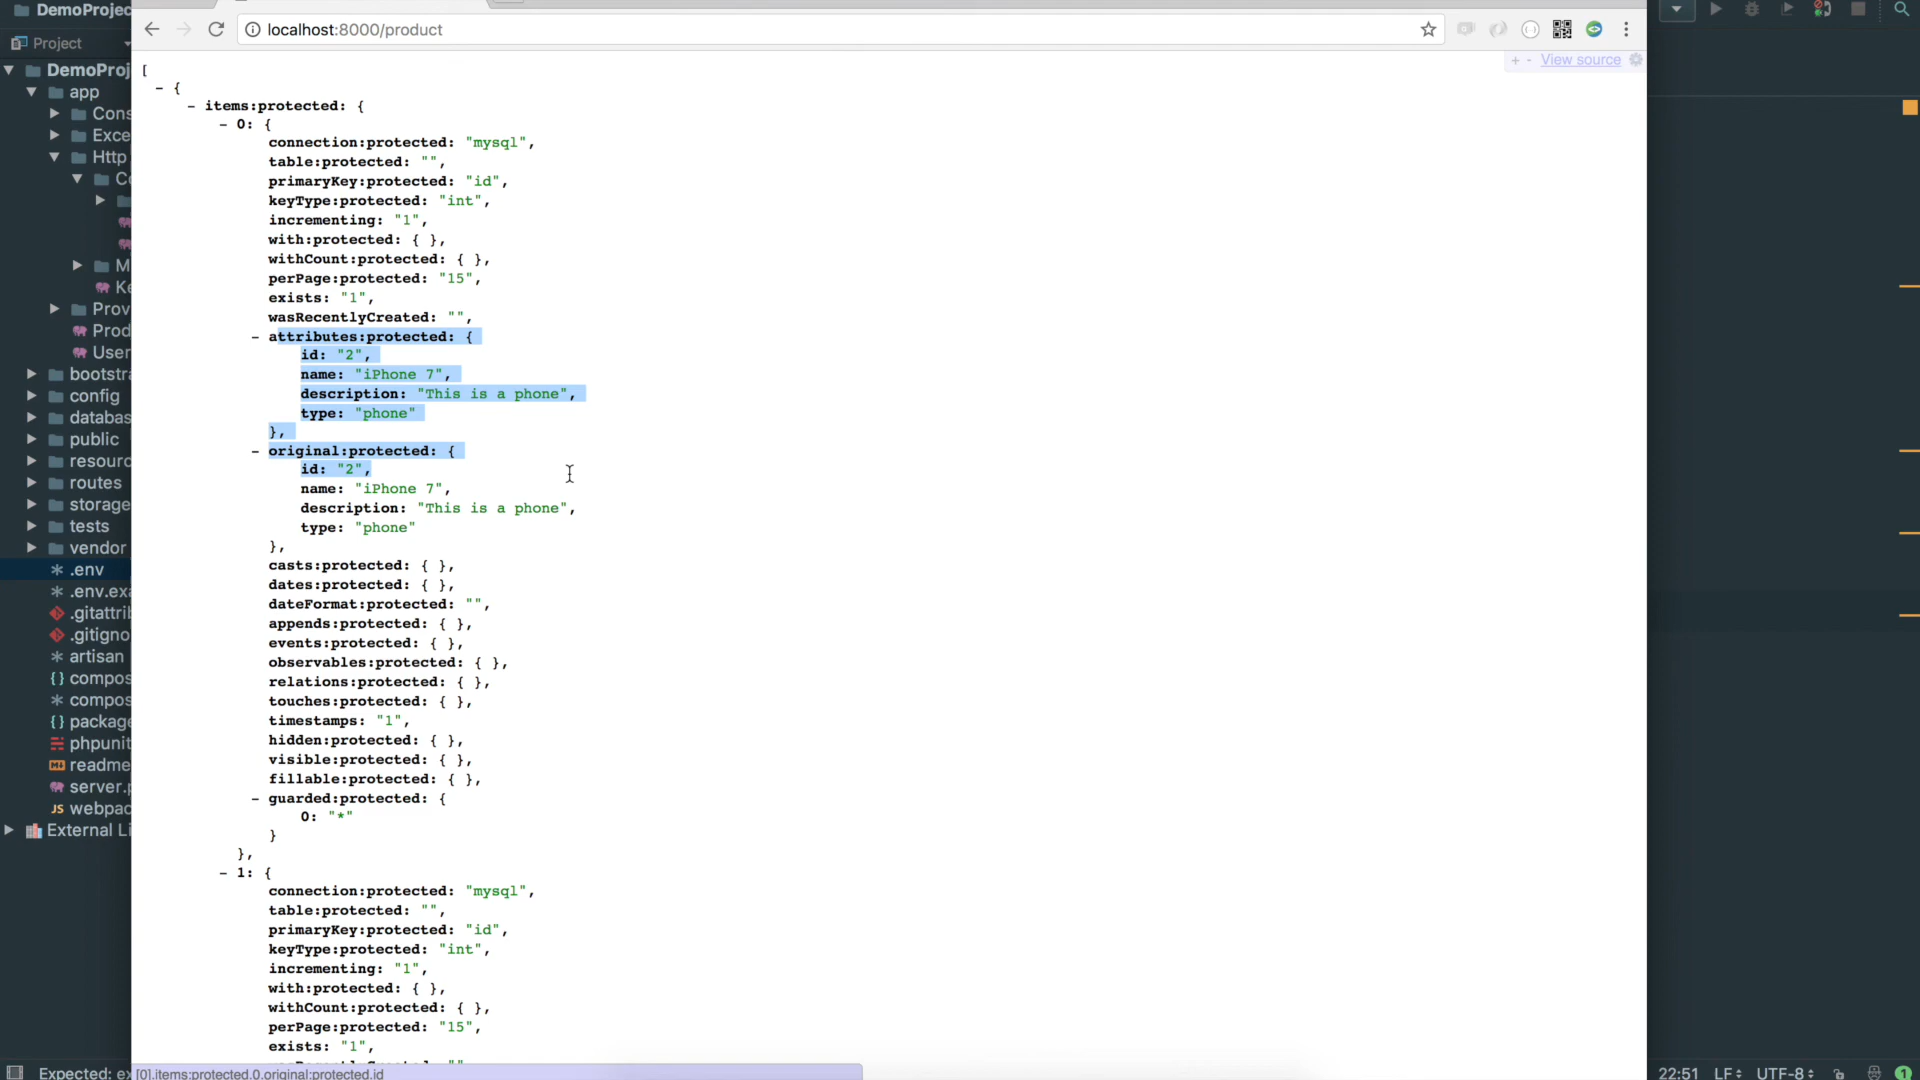 DemoProjec
localhost:8000/product
Project
View source
DemoProj
app
Cons
Exce
Http
Co
M
Ke
Prov
Prod
User
bootstra
config
databas
public
resourc
routes
storage
tests
vendor
.env
.env.exa
.gitattrib
.gitigno
artisan
compos
compos
package
phpunit
readme
server.p
webpac
External Li
[
- {
- items:protected: {
- 0: {
connection:protected: "mysql",
table:protected: "",
primaryKey:protected: "id",
keyType:protected: "int",
incrementing: "1",
with:protected: { },
withCount:protected: { },
perPage:protected: "15",
exists: "1",
wasRecentlyCreated: "",
- attributes:protected: {
id: "2",
name: "iPhone 7",
description: "This is a phone",
type: "phone"
},
- original:protected: {
id: "2",
name: "iPhone 7",
description: "This is a phone",
type: "phone"
},
casts:protected: { },
dates:protected: { },
dateFormat:protected: "",
appends:protected: { },
events:protected: { },
observables:protected: { },
relations:protected: { },
touches:protected: { },
timestamps: "1",
hidden:protected: { },
visible:protected: { },
fillable:protected: { },
- guarded:protected: {
0: "*"
}
},
- 1: {
connection:protected: "mysql",
table:protected: "",
primaryKey:protected: "id",
keyType:protected: "int",
incrementing: "1",
with:protected: { },
withCount:protected: { },
perPage:protected: "15",
exists: "1",
Expected: ex
[0].items:protected.0.original:protected.id
22:51 LF UTF-8 1